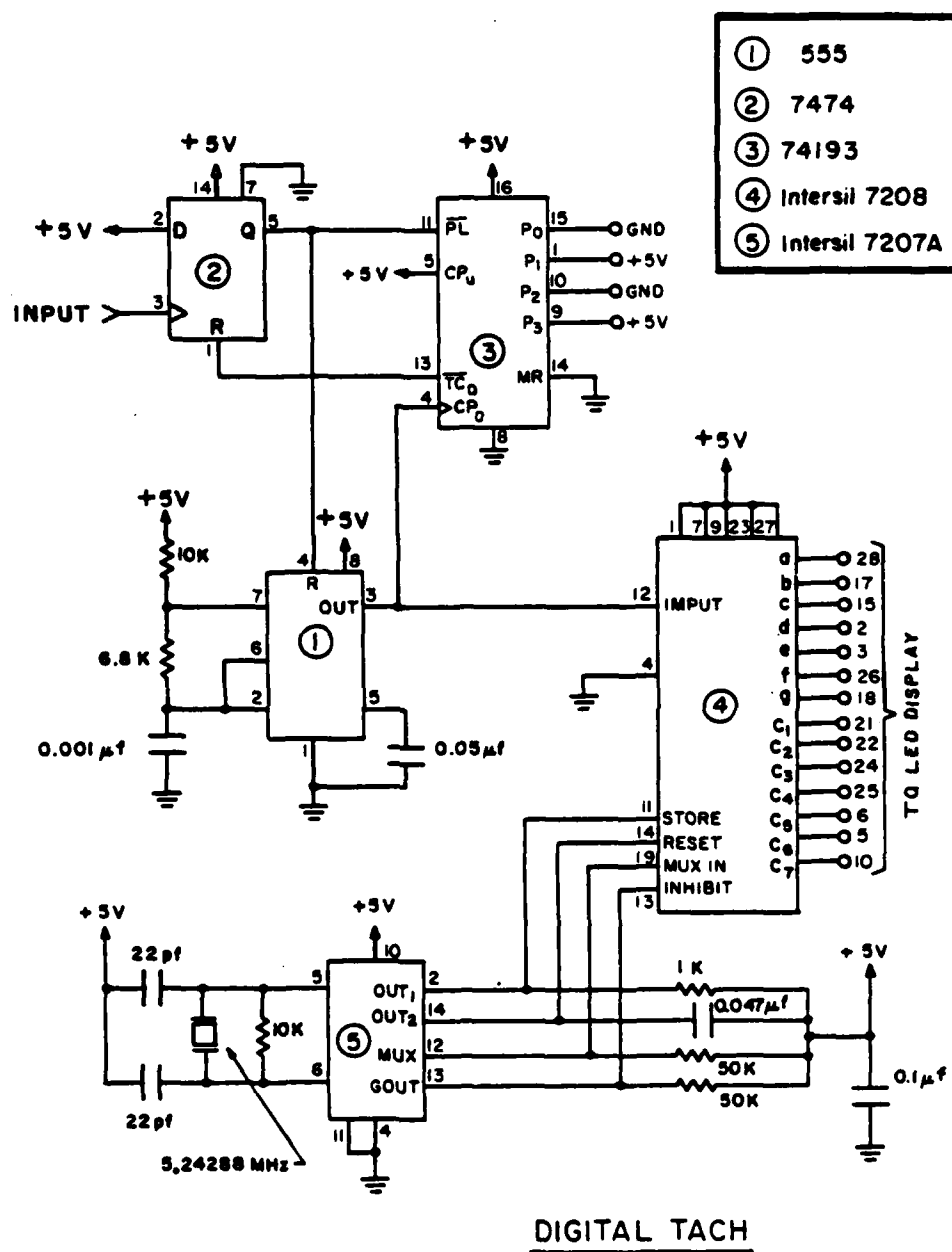 ① 555
② 7474
③ 74193
④ Intersil 7208
⑤ Intersil 7207A
+5V
+5V
14
7
+5V
2
D
Q
5
②
INPUT
3
R
1
16
11
PL
P0
15
GND
+5V
5
CPu
P1
1
+5V
P2
10
GND
P3
9
+5V
③
13
TCD
MR
14
4
CPD
8
+5V
10K
+5V
4
8
R
7
OUT
3
6.8K
6
①
2
5
0.001µf
1
0.05µf
+5V
1
7
9
23
27
12
IMPUT
4
④
a
28
b
17
c
15
d
2
e
3
f
26
g
18
C1
21
C2
22
C3
24
C4
25
C5
6
C6
5
C7
10
TO LED DISPLAY
11
STORE
14
RESET
19
MUX IN
INHIBIT
13
+5V
22pf
+5V
10
5
OUT1
2
1K
+5V
OUT2
14
0.047µf
10K
⑤
MUX
12
50K
6
GOUT
13
50K
0.1µf
22pf
11
4
5.24288 MHz
DIGITAL TACH